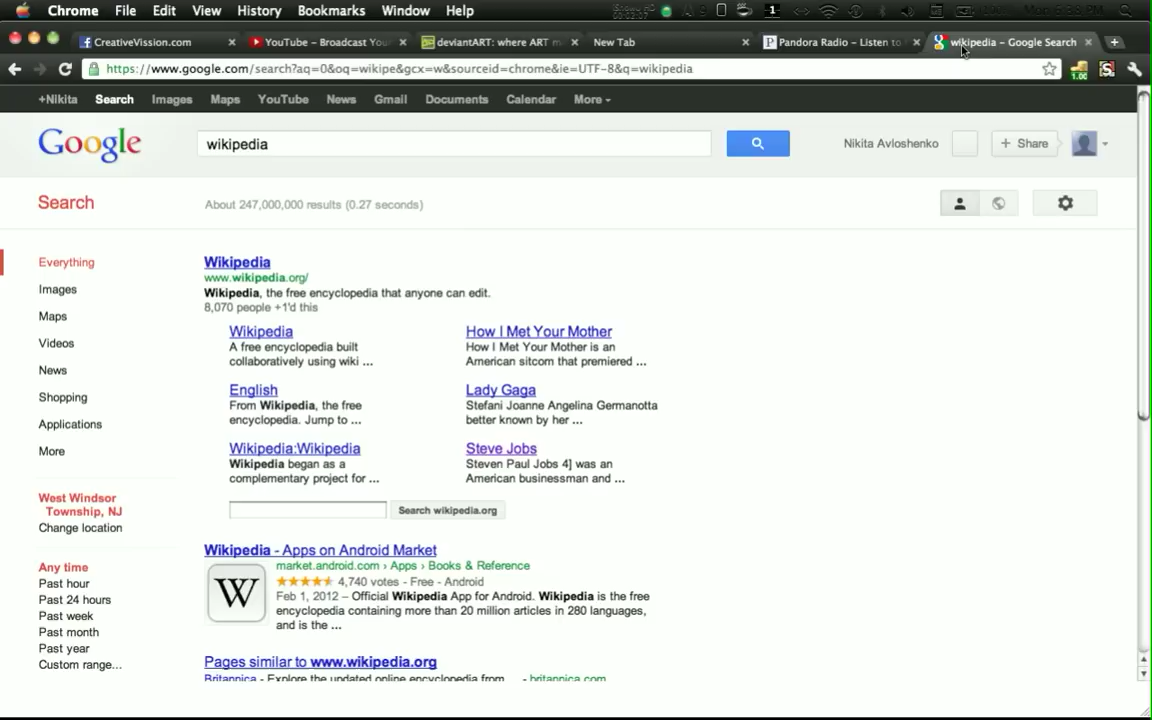 Chrome File Edit View History Bookmarks Window Help
CreativeVission.com
YouTube – Broadcast You
deviantART: where ART m
New Tab
Pandora Radio – Listen to
wikipedia – Google Search
https://www.google.com/search?aq=0&oq=wikipe&gcx=w&sourceid=chrome&ie=UTF-8&q=wikipedia
1.00
+Nikita Search Images Maps YouTube News Gmail Documents Calendar More
Google
wikipedia
Nikita Avloshenko
+ Share
Search
About 247,000,000 results (0.27 seconds)
Everything
Images
Maps
Videos
News
Shopping
Applications
More
West Windsor
Township, NJ
Change location
Any time
Past hour
Past 24 hours
Past week
Past month
Past year
Custom range...
Wikipedia
www.wikipedia.org/
Wikipedia, the free encyclopedia that anyone can edit.
8,070 people +1'd this
Wikipedia
A free encyclopedia built
collaboratively using wiki ...
How I Met Your Mother
How I Met Your Mother is an
American sitcom that premiered ...
English
From Wikipedia, the free
encyclopedia. Jump to ...
Lady Gaga
Stefani Joanne Angelina Germanotta
better known by her ...
Wikipedia:Wikipedia
Wikipedia began as a
complementary project for ...
Steve Jobs
Steven Paul Jobs 4] was an
American businessman and ...
Search wikipedia.org
Wikipedia - Apps on Android Market
market.android.com › Apps › Books & Reference
4,740 votes - Free - Android
W
Feb 1, 2012 – Official Wikipedia App for Android. Wikipedia is the free
encyclopedia containing more than 20 million articles in 280 languages,
and is the ...
Pages similar to www.wikipedia.org
Britannica - Explore the updated online encyclopedia from ... - britannica.com